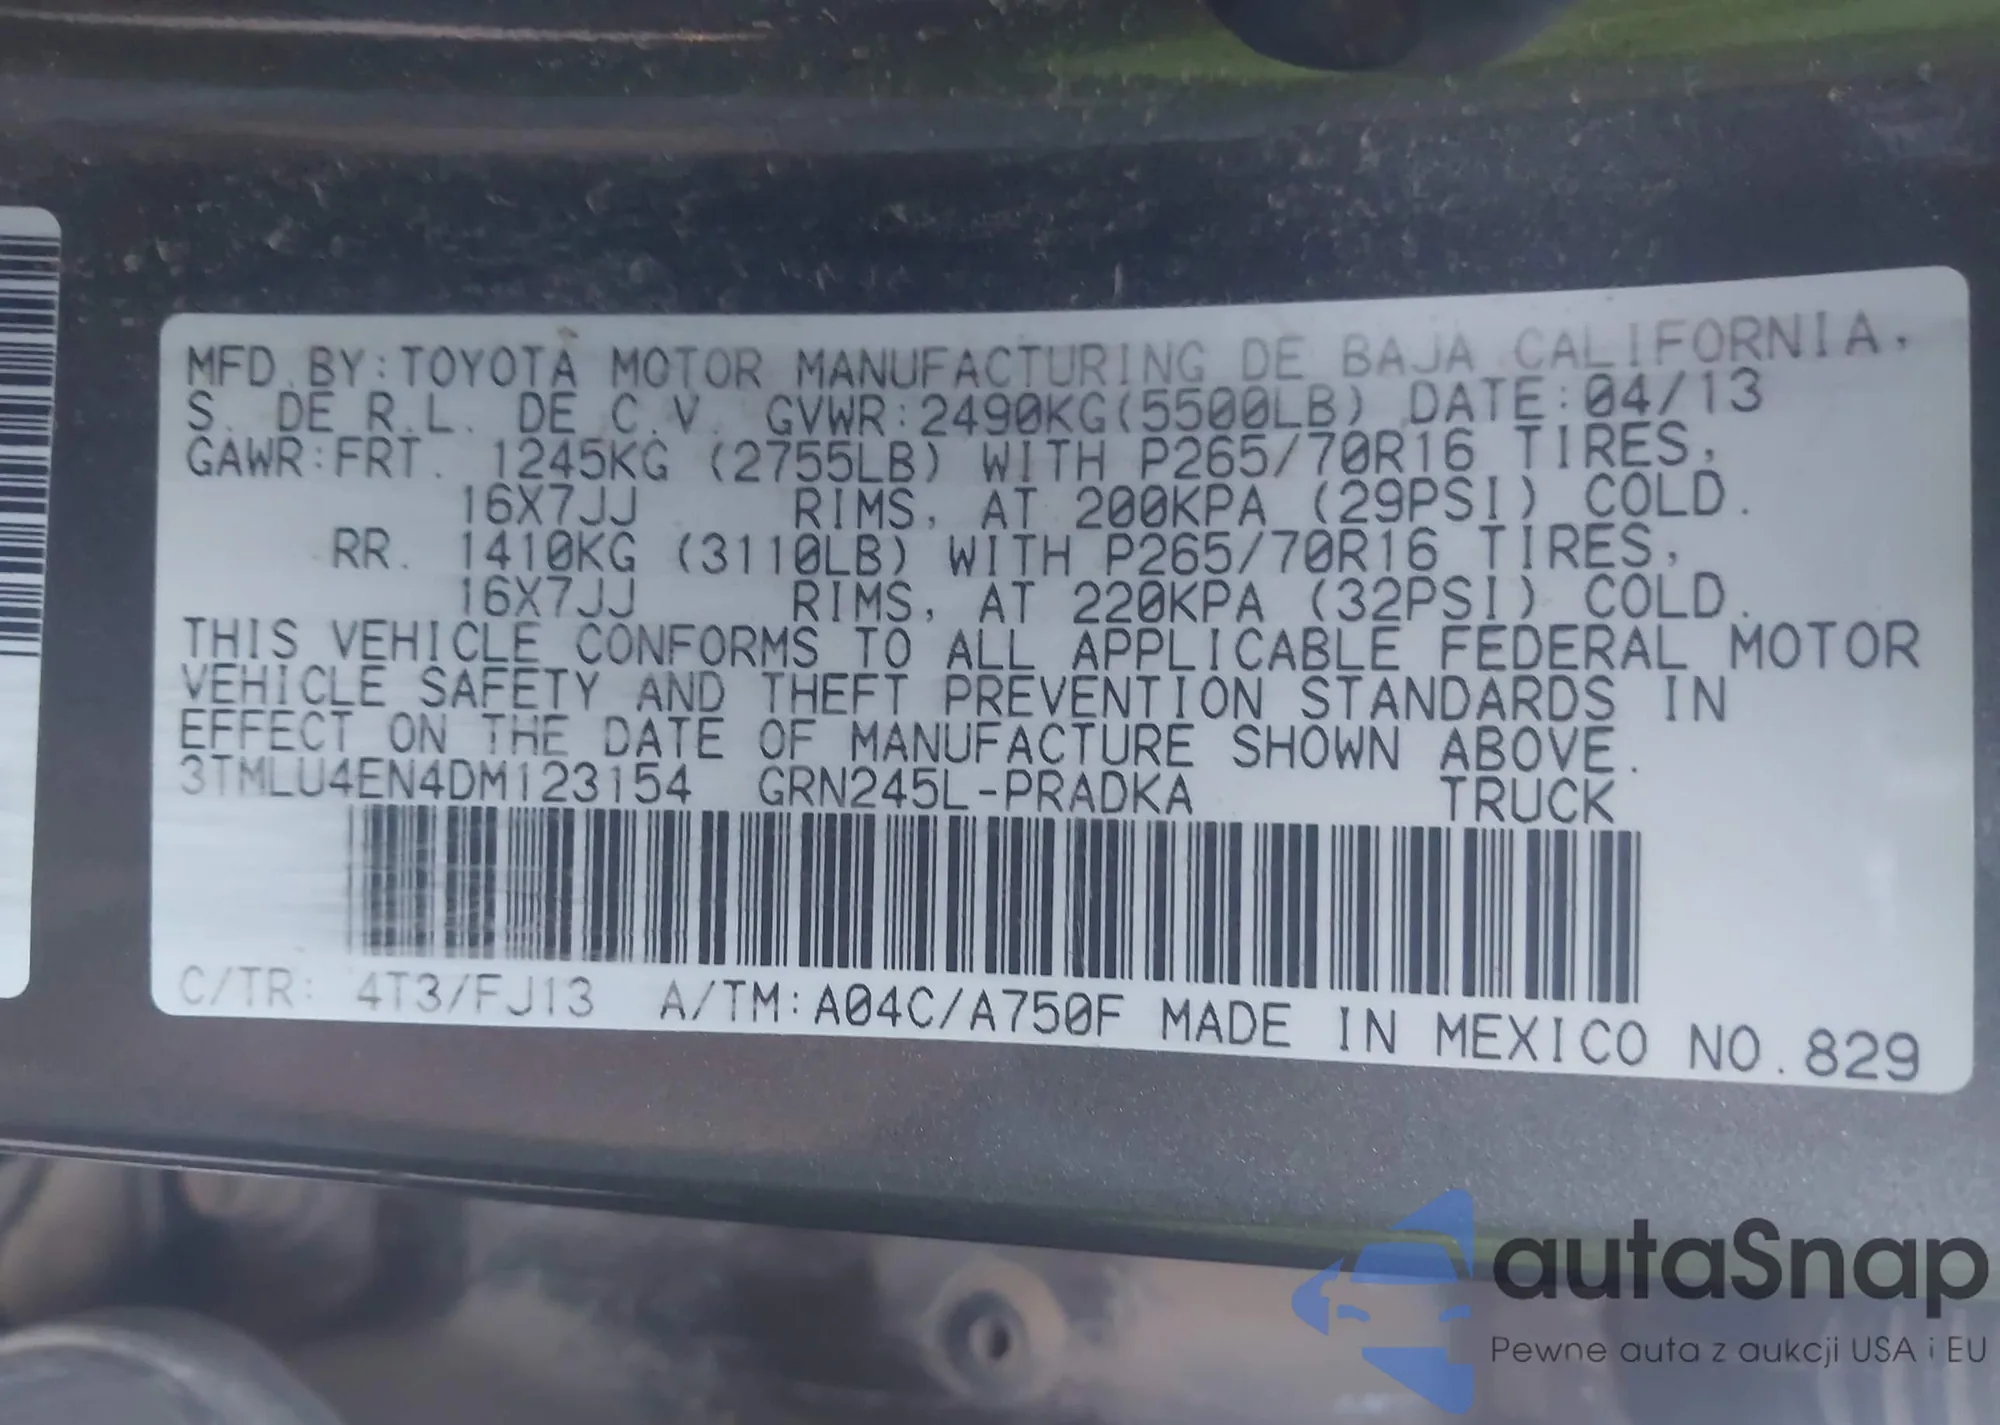 MFD. BY: TOYOTA MOTOR MANUFACTURING DE BAJA CALIFORNIA,
S. DE R.L. DE C.V. GVWR:2490KG(5500LB) DATE:04/13
GAWR:FRT. 1245KG (2755LB) WITH P265/70R16 TIRES,
16X7JJ RIMS, AT 200KPA (29PSI) COLD.
RR. 1410KG (3110LB) WITH P265/70R16 TIRES,
16X7JJ RIMS, AT 220KPA (32PSI) COLD.
THIS VEHICLE CONFORMS TO ALL APPLICABLE FEDERAL MOTOR
VEHICLE SAFETY AND THEFT PREVENTION STANDARDS IN
EFFECT ON THE DATE OF MANUFACTURE SHOWN ABOVE.
3TMLU4EN4DM123154 GRN245L-PRADKA TRUCK
C/TR: 4T3/FJ13 A/TM:A04C/A750F MADE IN MEXICO NO.829
autaSnap
Pewne auta z aukcji USA i EU